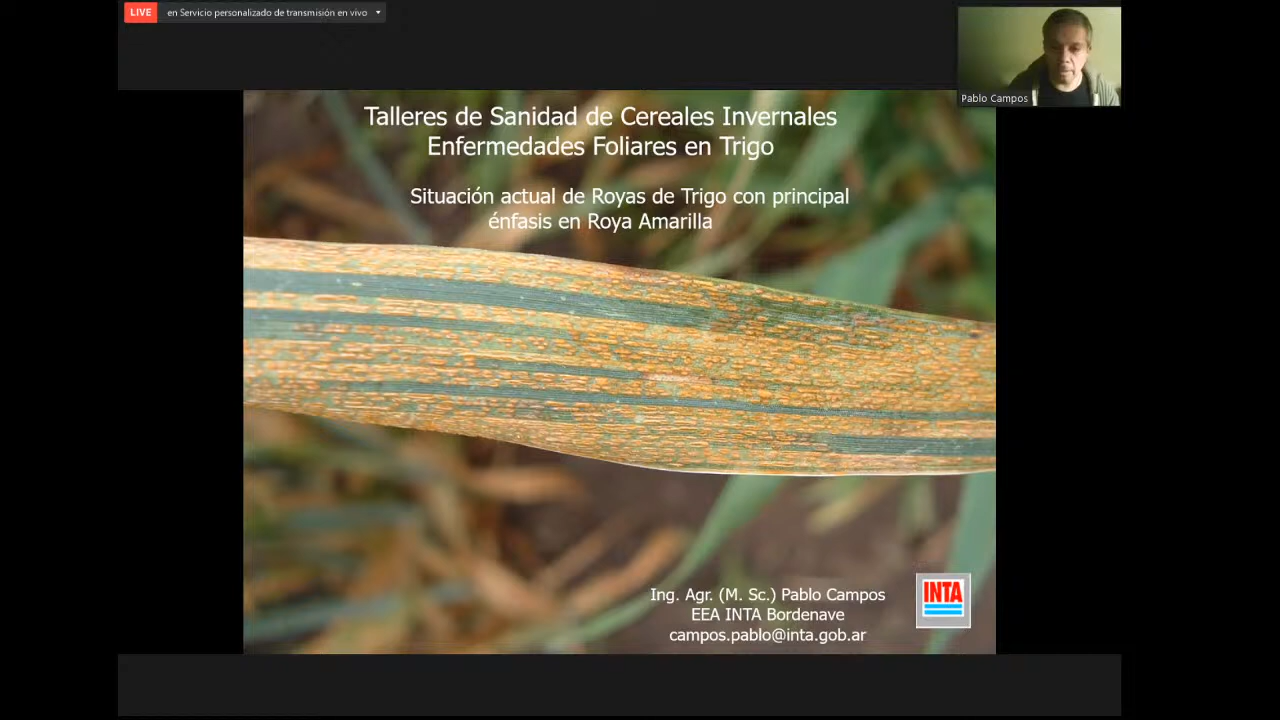 LIVE
en Servicio personalizado de transmisión en vivo
Pablo Campos
Talleres de Sanidad de Cereales Invernales
Enfermedades Foliares en Trigo
Situación actual de Royas de Trigo con principal
énfasis en Roya Amarilla
Ing. Agr. (M. Sc.) Pablo Campos
EEA INTA Bordenave
campos.pablo@inta.gob.ar
INTA